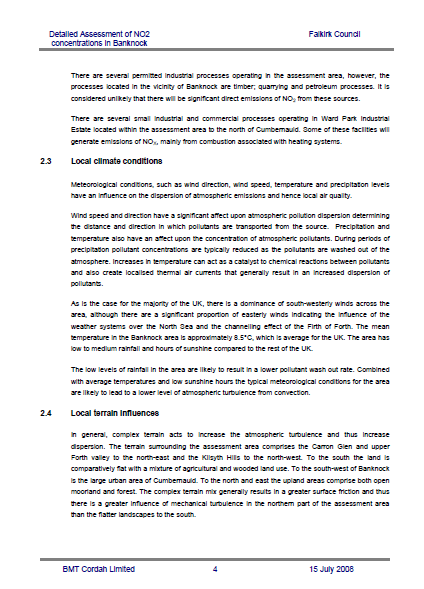 Detailed Assessment of NO2 Falkirk Council
concentrations in Banknock
There are several permitted industrial processes operating in the assessment area, however, the
processes located in the vicinity of Banknock are timber; quarrying and petroleum processes. It is
considered unlikely that there will be significant direct emissions of NO2 from these sources.
There are several small industrial and commercial processes operating in Ward Park Industrial
Estate located within the assessment area to the north of Cumbernauld. Some of these facilities will
generate emissions of NOX, mainly from combustion associated with heating systems.
2.3 Local climate conditions
Meteorological conditions, such as wind direction, wind speed, temperature and precipitation levels
have an influence on the dispersion of atmospheric emissions and hence local air quality.
Wind speed and direction have a significant affect upon atmospheric pollution dispersion determining
the distance and direction in which pollutants are transported from the source. Precipitation and
temperature also have an affect upon the concentration of atmospheric pollutants. During periods of
precipitation pollutant concentrations are typically reduced as the pollutants are washed out of the
atmosphere. Increases in temperature can act as a catalyst to chemical reactions between pollutants
and also create localised thermal air currents that generally result in an increased dispersion of
pollutants.
As is the case for the majority of the UK, there is a dominance of south-westerly winds across the
area, although there are a significant proportion of easterly winds indicating the influence of the
weather systems over the North Sea and the channelling effect of the Firth of Forth. The mean
temperature in the Banknock area is approximately 8.5°C, which is average for the UK. The area has
low to medium rainfall and hours of sunshine compared to the rest of the UK.
The low levels of rainfall in the area are likely to result in a lower pollutant wash out rate. Combined
with average temperatures and low sunshine hours the typical meteorological conditions for the area
are likely to lead to a lower level of atmospheric turbulence from convection.
2.4 Local terrain influences
In general, complex terrain acts to increase the atmospheric turbulence and thus increase
dispersion. The terrain surrounding the assessment area comprises the Carron Glen and upper
Forth valley to the north-east and the Kilsyth Hills to the north-west. To the south the land is
comparatively flat with a mixture of agricultural and wooded land use. To the south-west of Banknock
is the large urban area of Cumbernauld. To the north and east the upland areas comprise both open
moorland and forest. The complex terrain mix generally results in a greater surface friction and thus
there is a greater influence of mechanical turbulence in the northern part of the assessment area
than the flatter landscapes to the south.
BMT Cordah Limited 4 15 July 2008